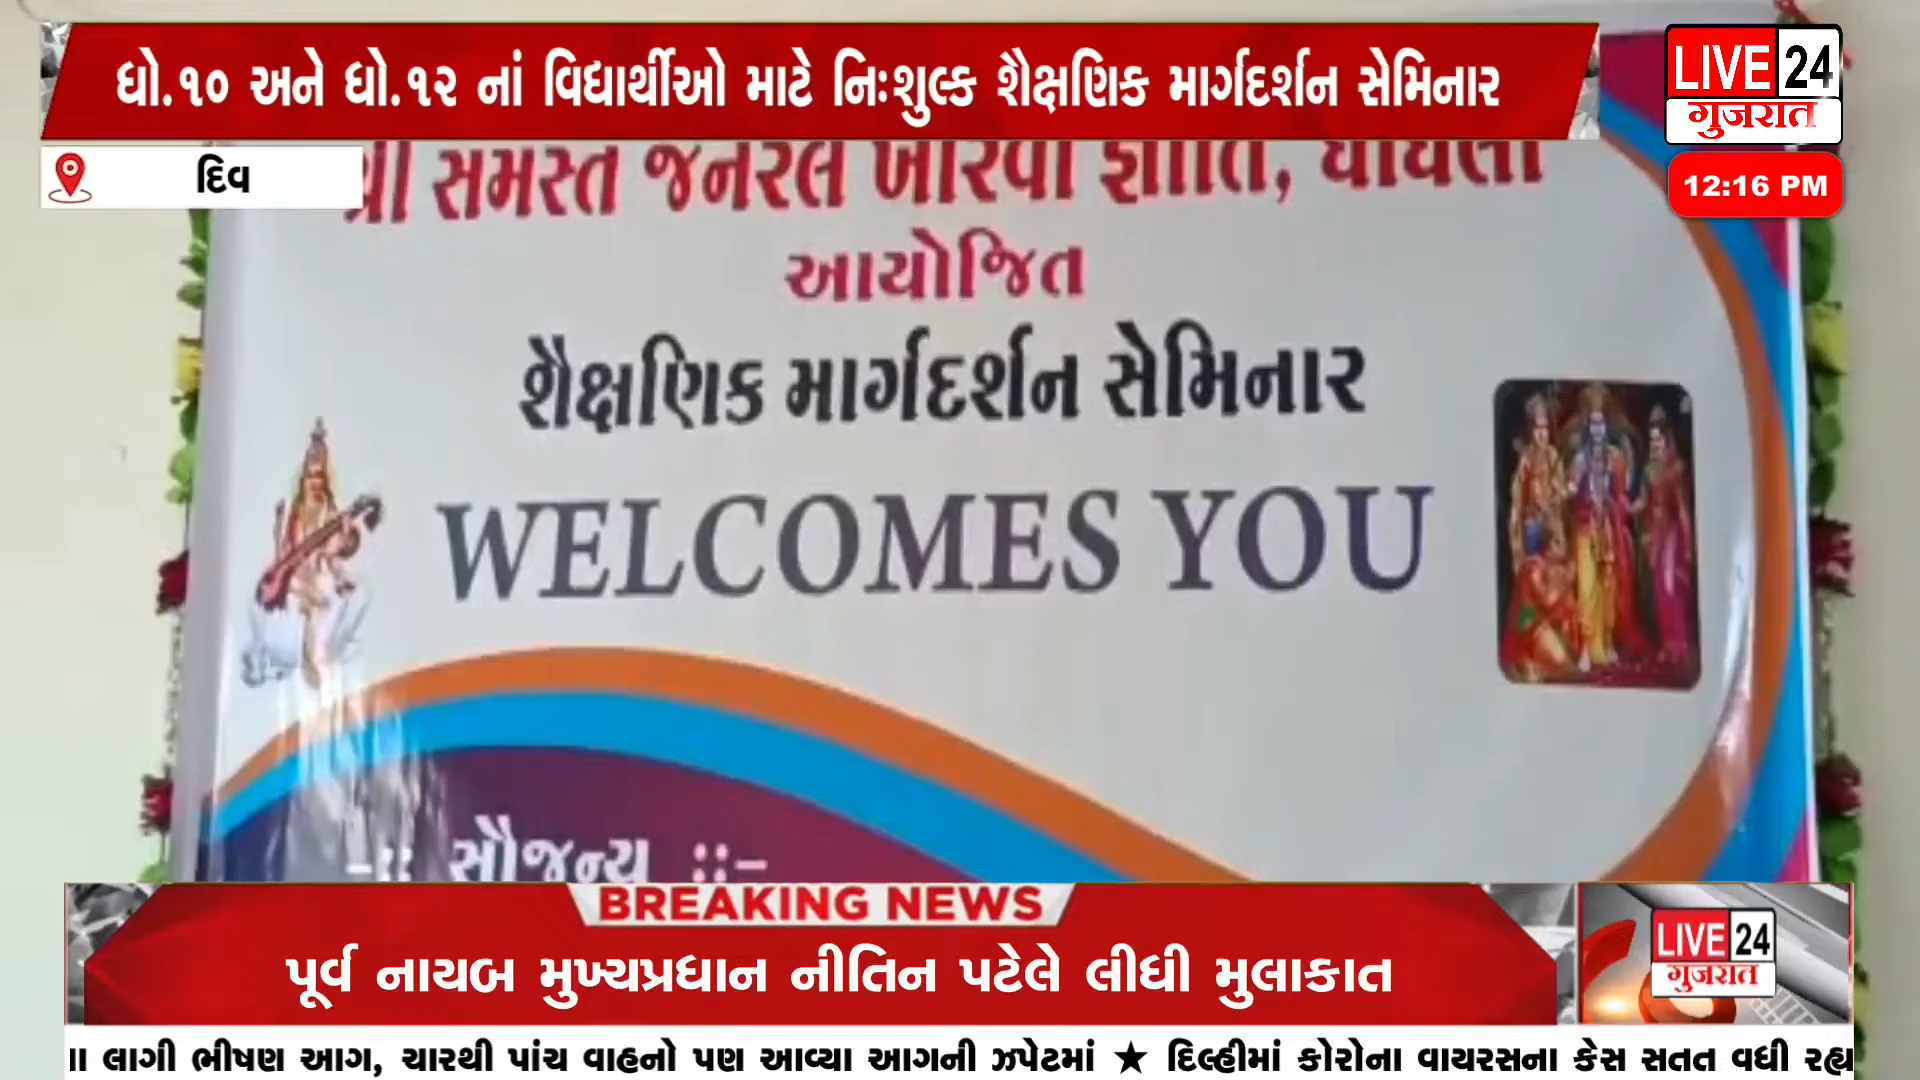 ધો.૧૦ અને ધો.૧૨ નાં વિદ્યાર્થીઓ માટે નિઃશુલ્ક શૈક્ષણિક માર્ગદર્શન સેમિનાર
LIVE 24
ગુજરાત
દિવ
12:16 PM
શ્રી સમસ્ત જનરલ ખારવા જ્ઞાતિ, ઘોઘલા
આયોજિત
શૈક્ષણિક માર્ગદર્શન સેમિનાર
WELCOMES YOU
-:: સૌજન્ય ::-
BREAKING NEWS
પૂર્વ નાયબ મુખ્યપ્રધાન નીતિન પટેલે લીધી મુલાકાત
LIVE 24
ગુજરાત
લાગી ભીષણ આગ, ચારથી પાંચ વાહનો પણ આવ્યા આગની ઝપેટમાં ★ દિલ્હીમાં કોરોના વાયરસના કેસ સતત વધી